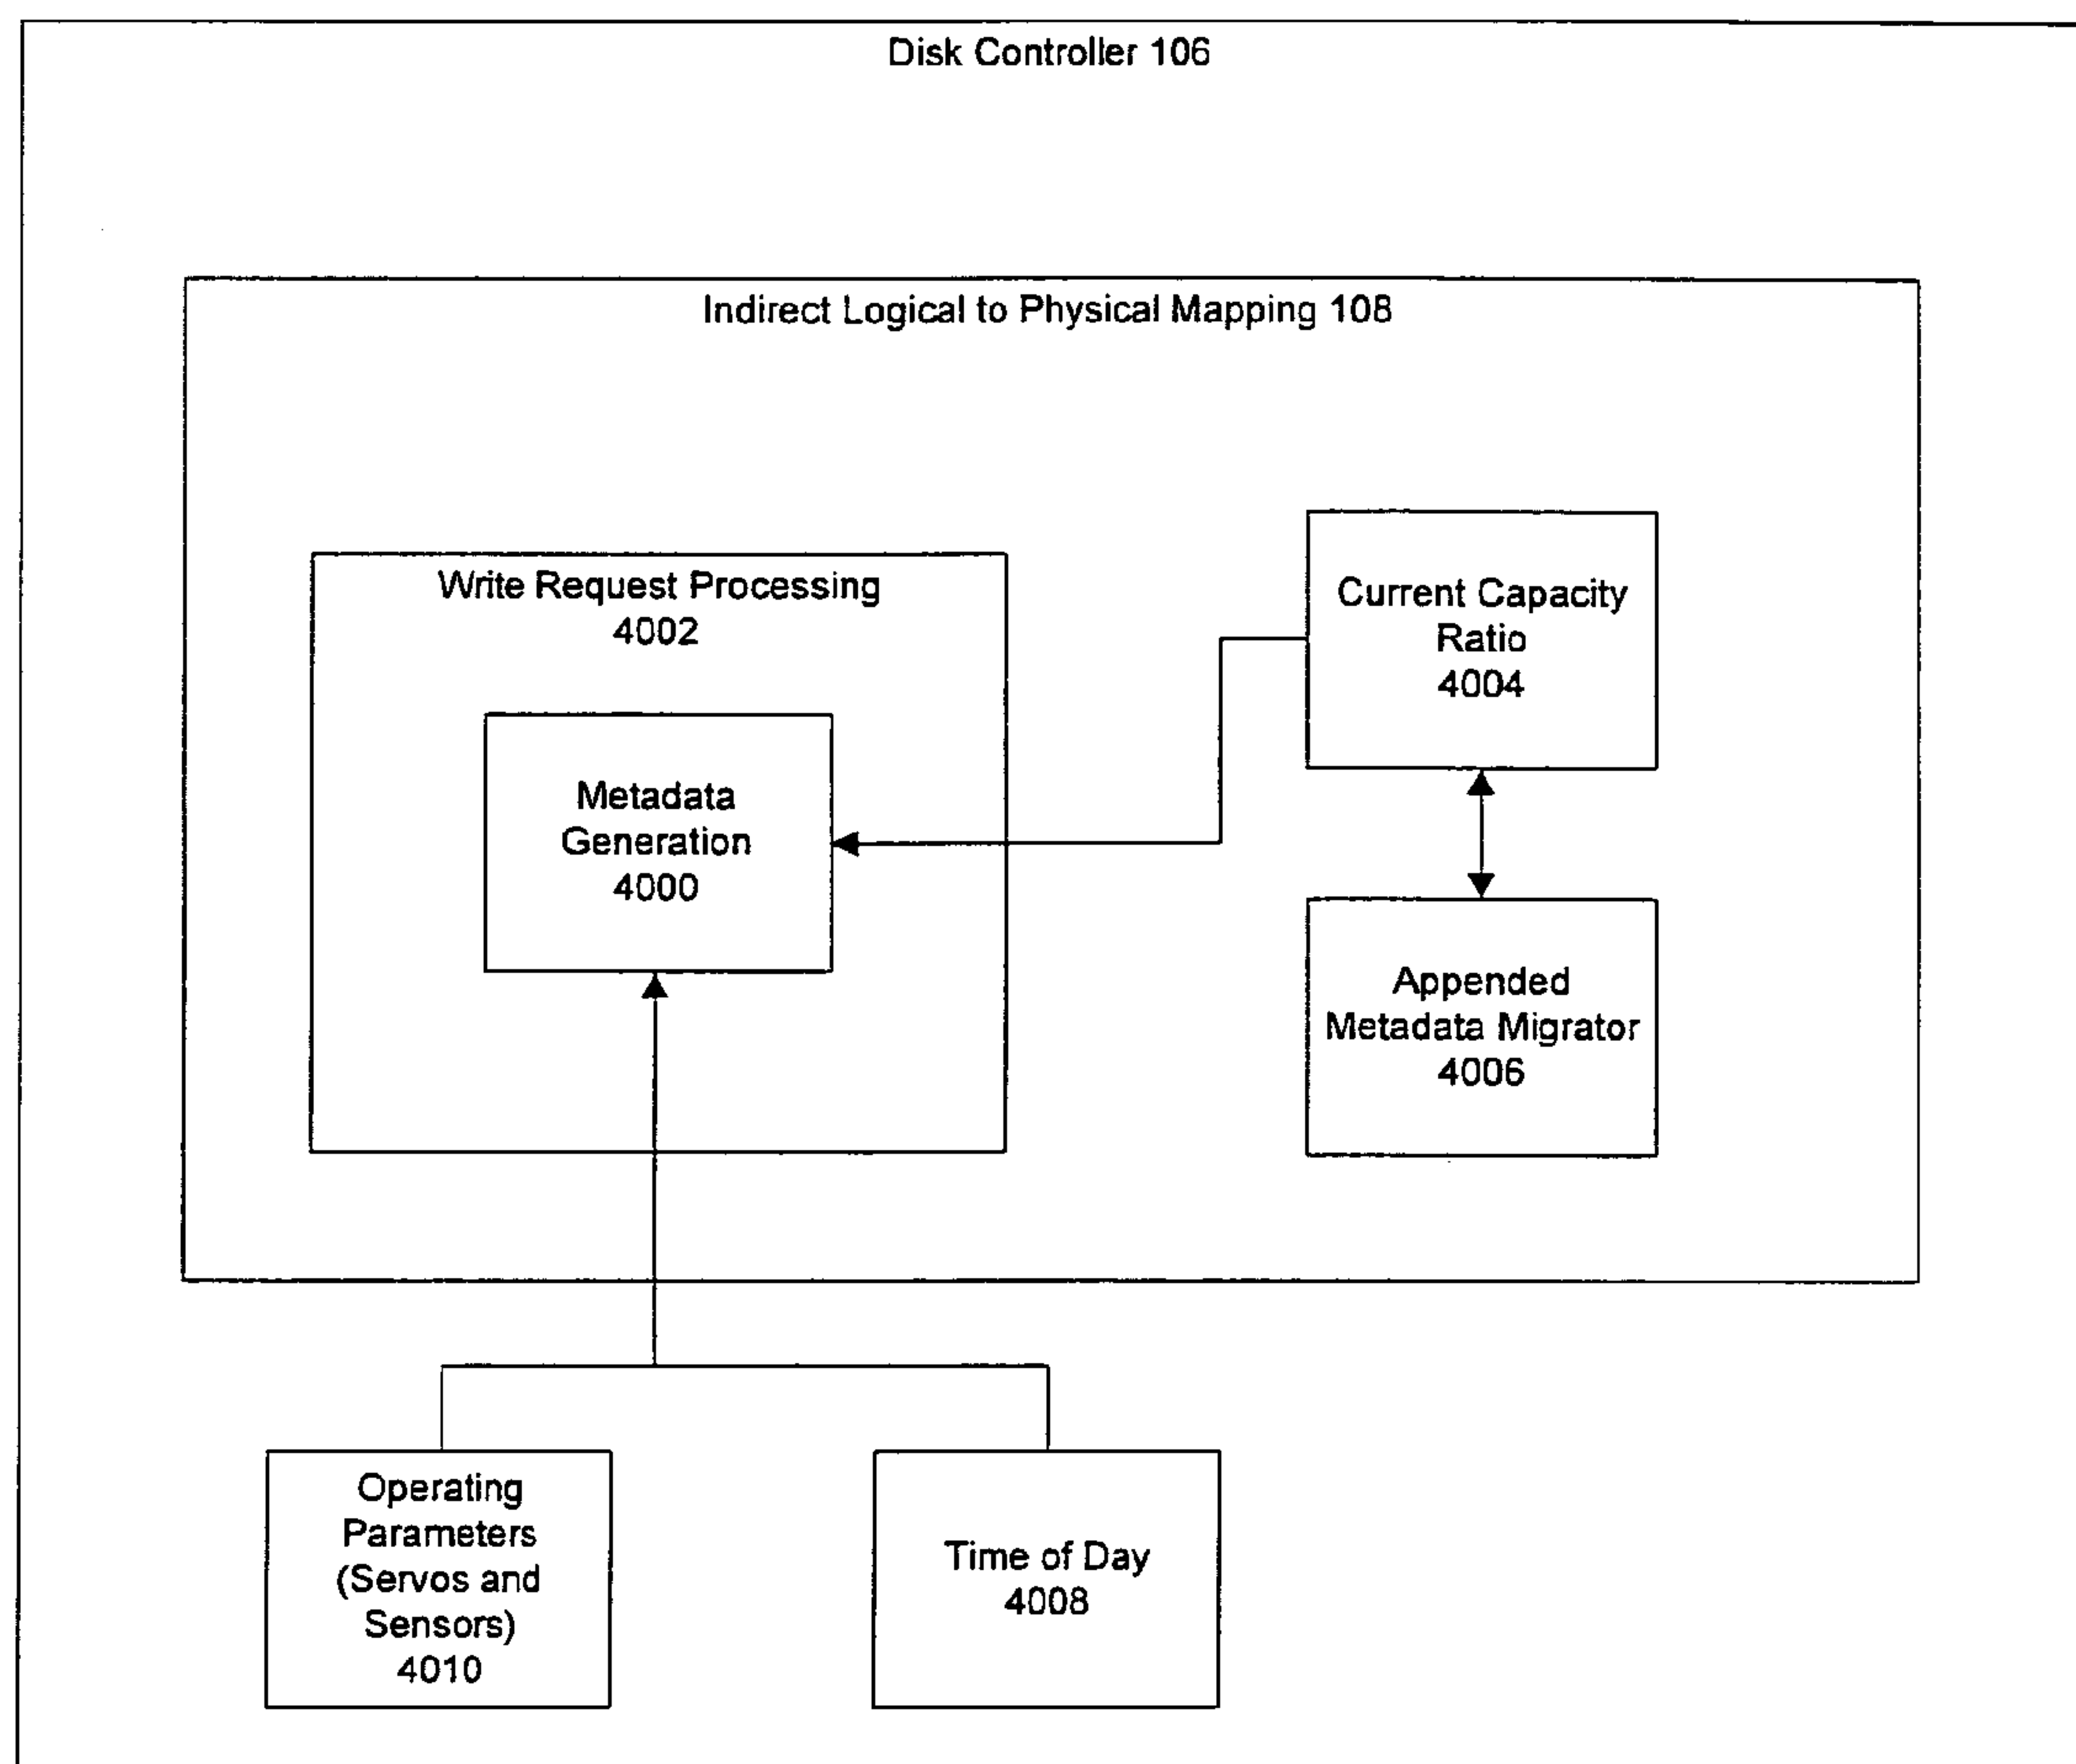 Disk Controller 106
Indirect Logical to Physical Mapping 108
Write Request Processing
4002
Current Capacity
Ratio
4004
Metadata
Generation
4000
Appended
Metadata Migrator
4006
Operating
Parameters
(Servos and
Sensors)
4010
Time of Day
4008